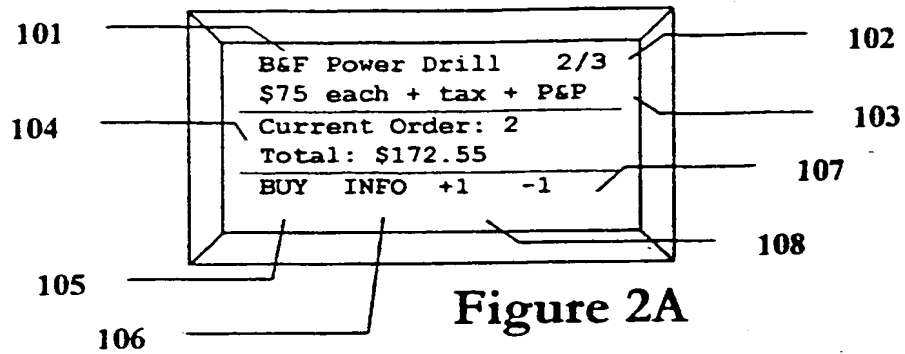 101
102
B&F Power Drill 2/3
$75 each + tax + P&P
103
104
Current Order: 2
Total: $172.55
107
BUY INFO +1 -1
108
105
106
Figure 2A